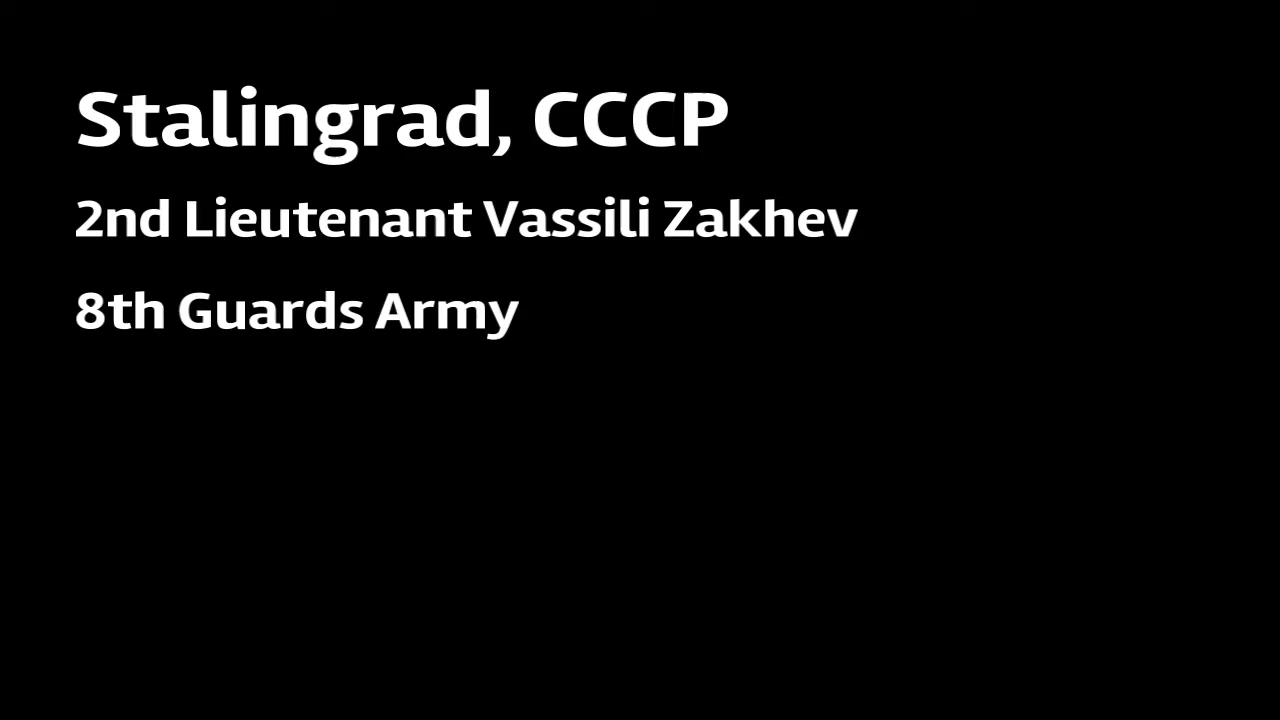 Stalingrad, CCCP
2nd Lieutenant Vassili Zakhev
8th Guards Army